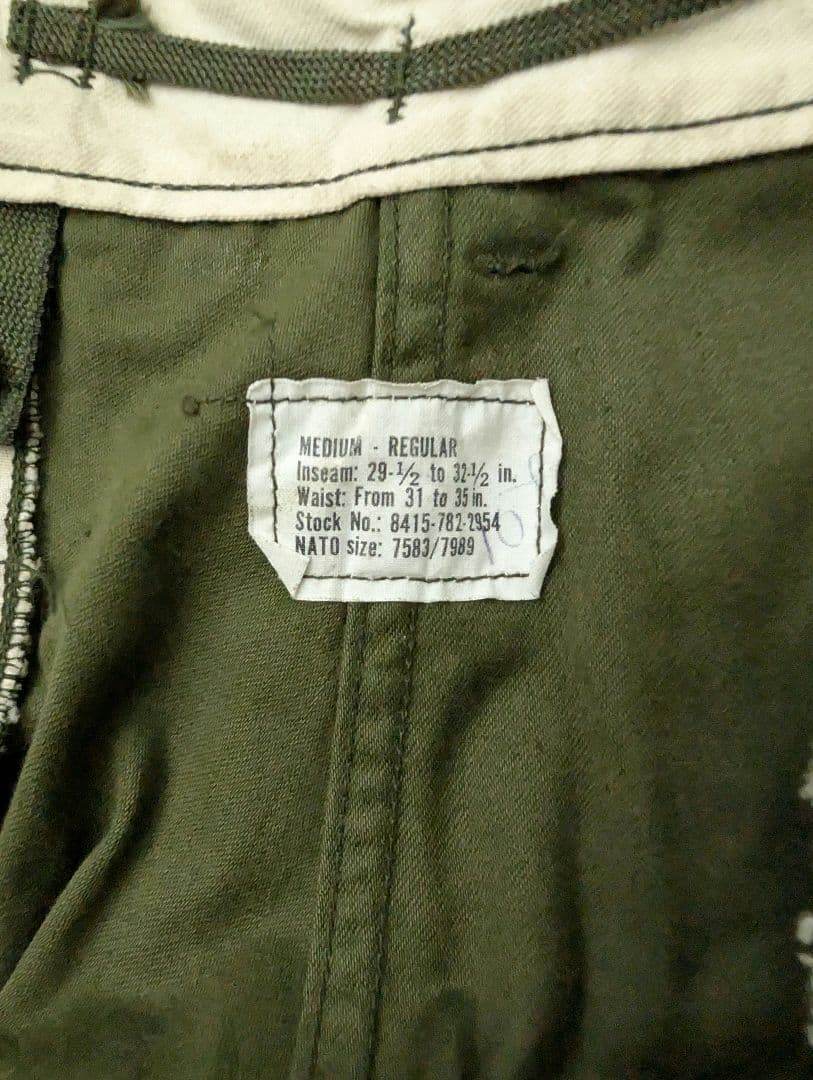 MEDIUM - REGULAR
Inseam: 29-1/2 to 32-1/2 in.
Waist: From 31 to 35 in.
Stock No.: 8415-782-2954
NATO size: 7583/7989